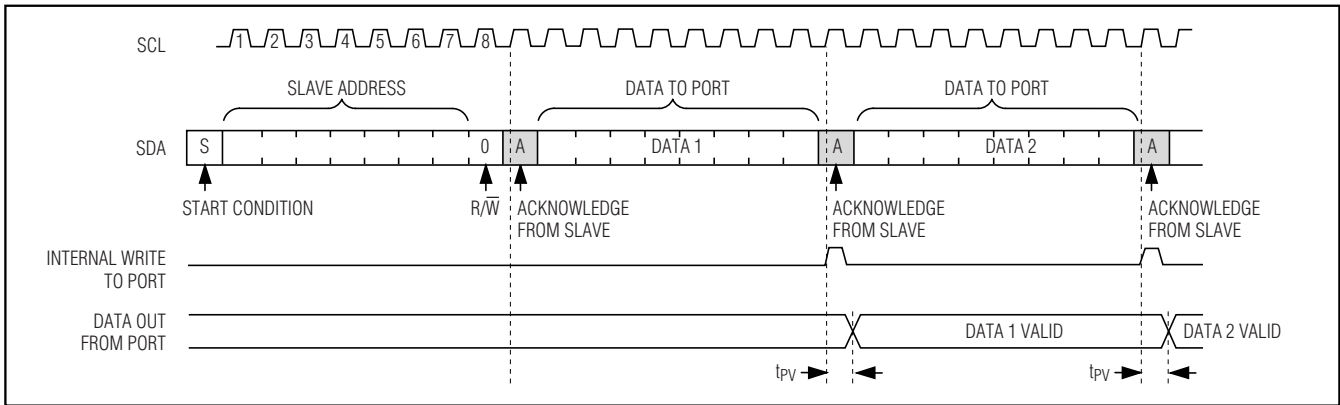 SCL 1 2 3 4 5 6 7 8
SLAVE ADDRESS DATA TO PORT DATA TO PORT
SDA S 0 A DATA 1 A DATA 2 A
START CONDITION R/W̅ ACKNOWLEDGE ACKNOWLEDGE ACKNOWLEDGE
FROM SLAVE FROM SLAVE FROM SLAVE
INTERNAL WRITE
TO PORT
DATA OUT
FROM PORT
DATA 1 VALID DATA 2 VALID
tPV tPV